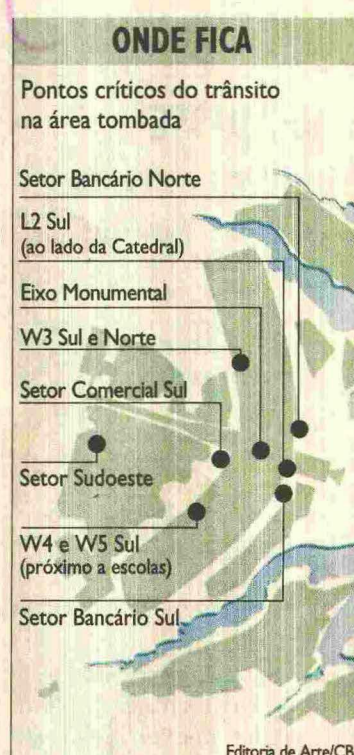 ONDE FICA
Pontos críticos do trânsito
na área tombada
Setor Bancário Norte
L2 Sul
(ao lado da Catedral)
Eixo Monumental
W3 Sul e Norte
Setor Comercial Sul
Setor Sudoeste
W4 e W5 Sul
(próximo a escolas)
Setor Bancário Sul
Editoria de Arte/CB